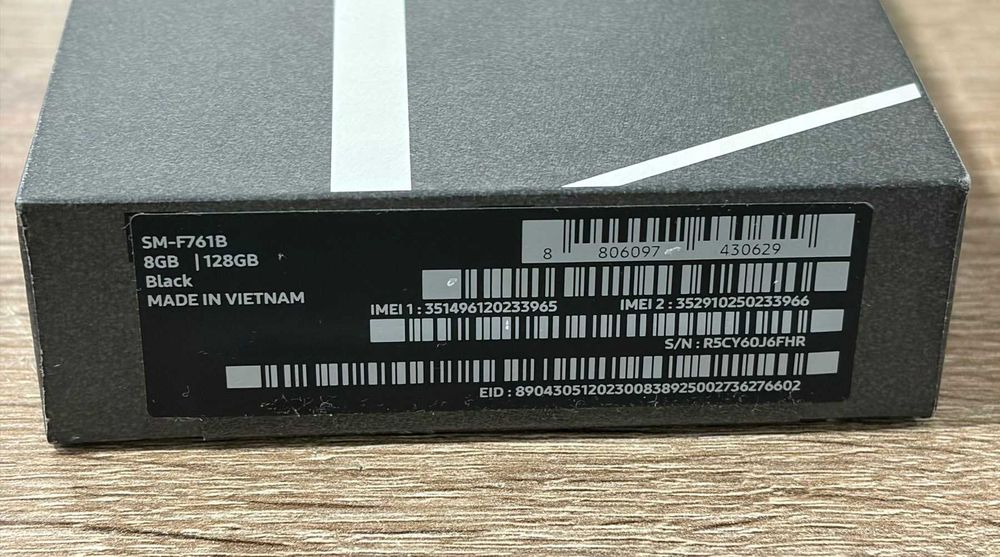 SM-F761B
8GB | 128GB
Black
MADE IN VIETNAM
8 806097 430629
IMEI 1 : 351496120233965 IMEI 2 : 352910250233966
S/N : R5CY60J6FHR
EID : 89043051202300838925002736276602